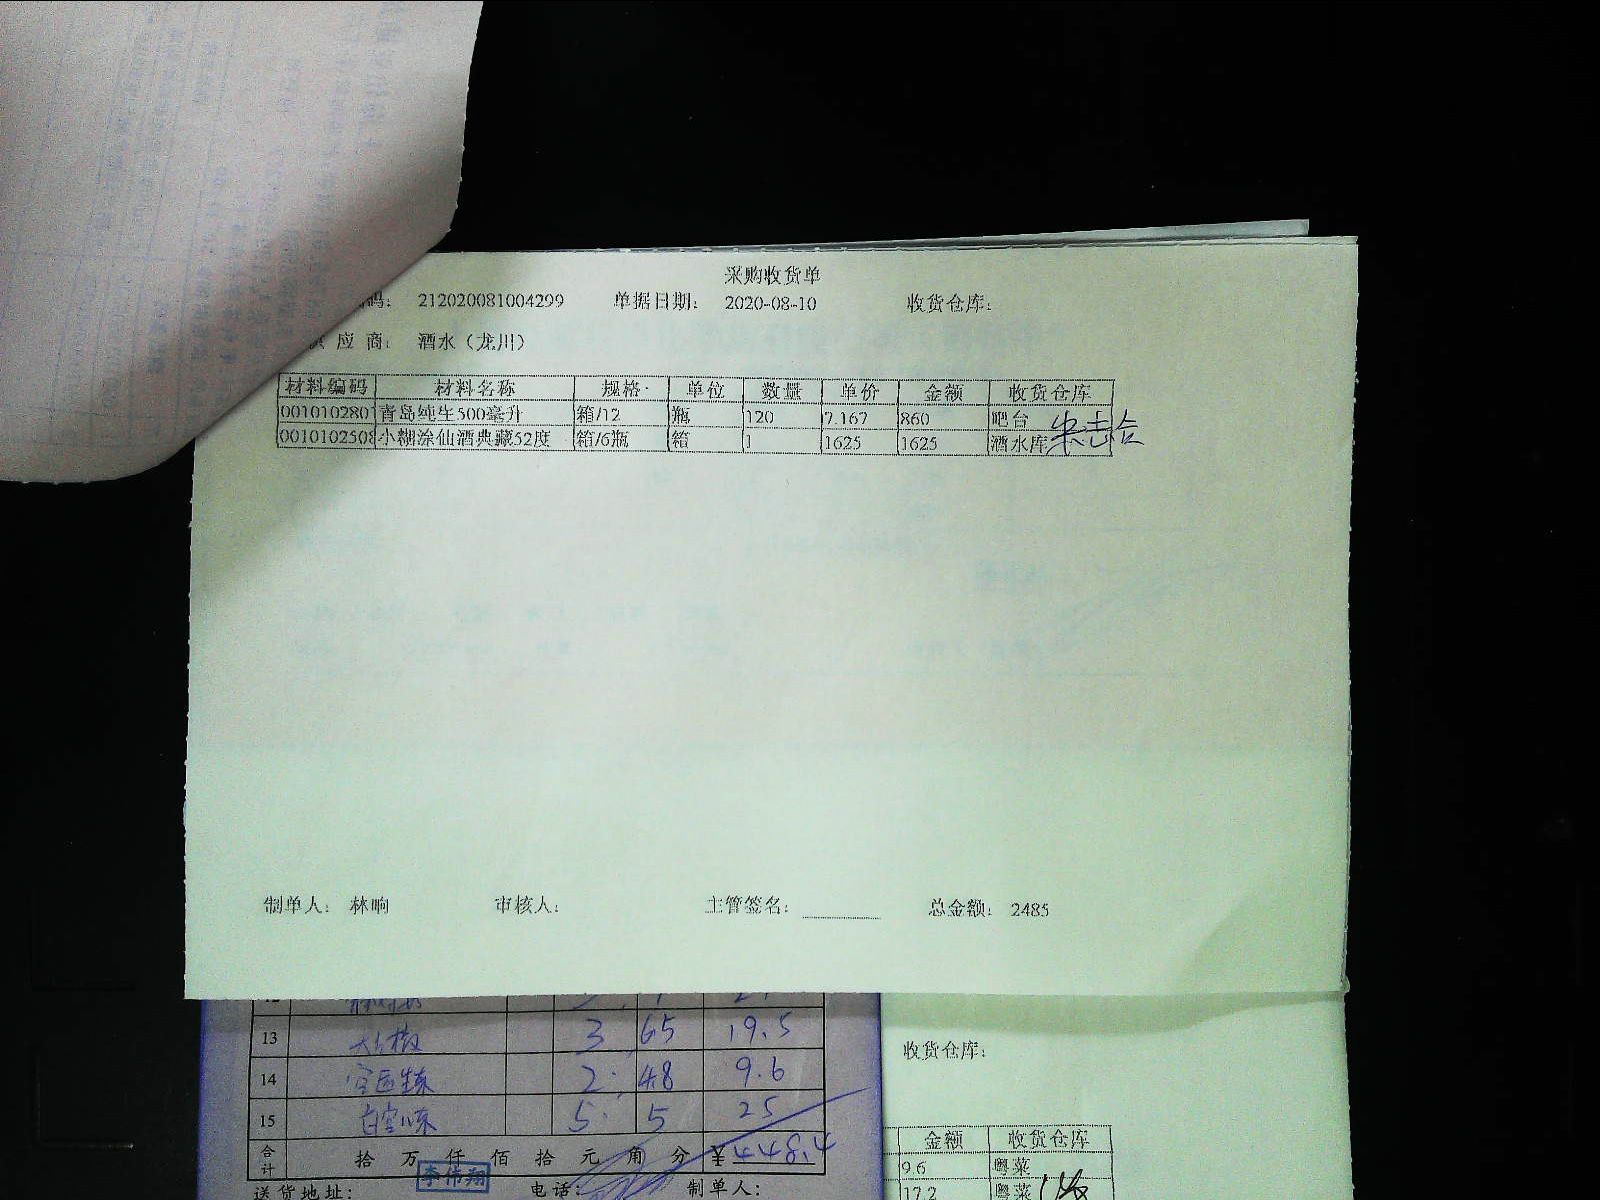 采购收货单
码： 212020081004299 单据日期： 2020-08-10 收货仓库：
供 应 商： 酒水（龙川）
材料编码 材料名称 规格 单位 数量 单价 金额 收货仓库
001010280 青岛纯生500毫升 箱/12 瓶 120 7.167 860 吧台
0010102508 小糊涂仙酒典藏52度 箱/6瓶 箱 1 1625 1625 酒水库
制单人： 林响 审核人： 主管签名： 总金额： 2485
13 3 65 19.5
14 2 48 9.6
15 5 5 25
合计 拾 万 仟 佰 拾 元 角 分 ¥ 448.4
李伟翔
送货地址： 电话： 制单人：
收货仓库：
金额 收货仓库
9.6 粤菜
17.2 粤菜